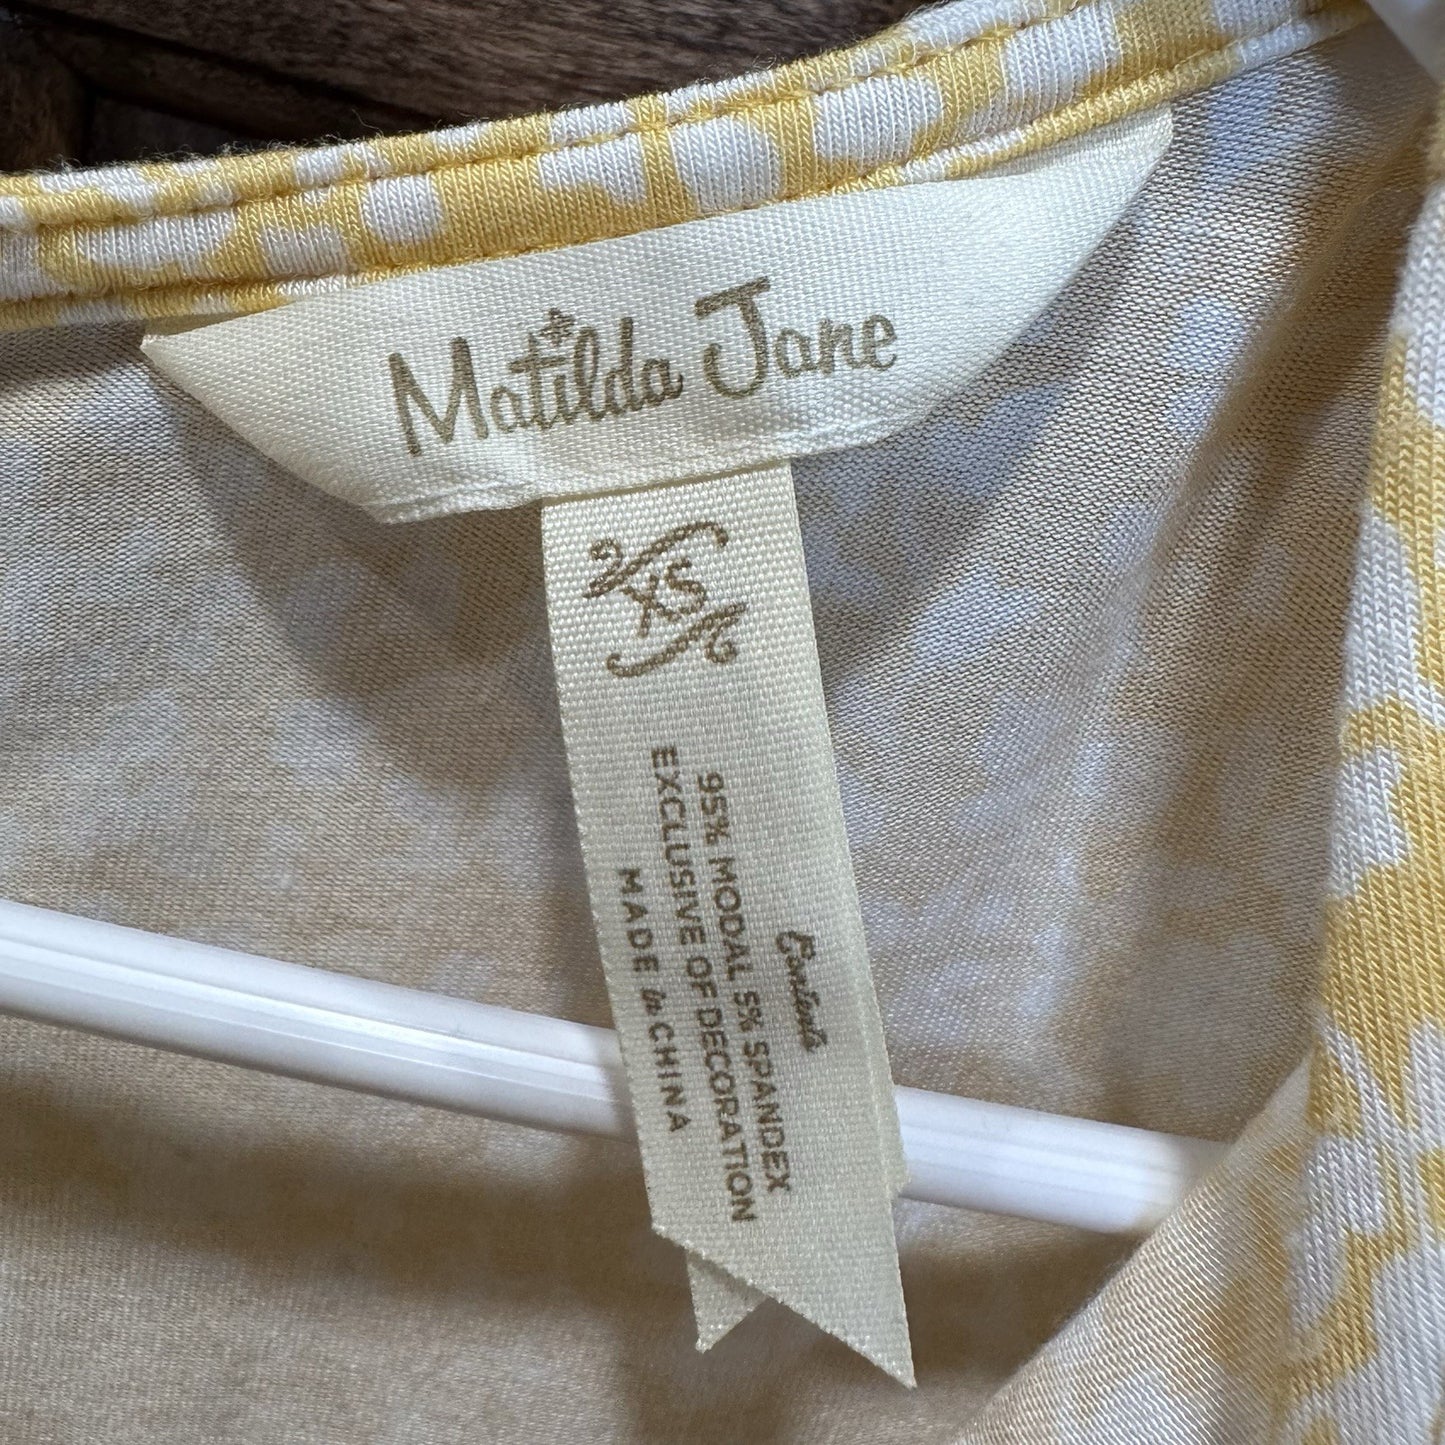 Matilda Jane
XS
Contents
95% MODAL 5% SPANDEX
EXCLUSIVE OF DECORATION
MADE in CHINA